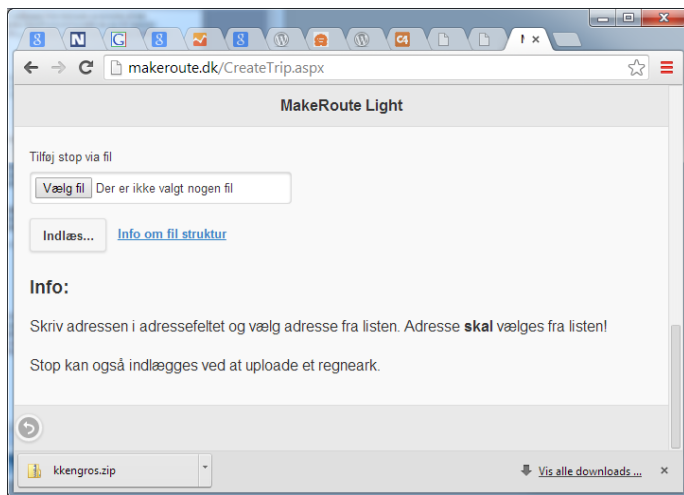 makeroute.dk/CreateTrip.aspx
MakeRoute Light
Tilføj stop via fil
Vælg fil Der er ikke valgt nogen fil
Indlæs... Info om fil struktur
Info:
Skriv adressen i adressefeltet og vælg adresse fra listen. Adresse skal vælges fra listen!
Stop kan også indlægges ved at uploade et regneark.
kkengros.zip
Vis alle downloads ...